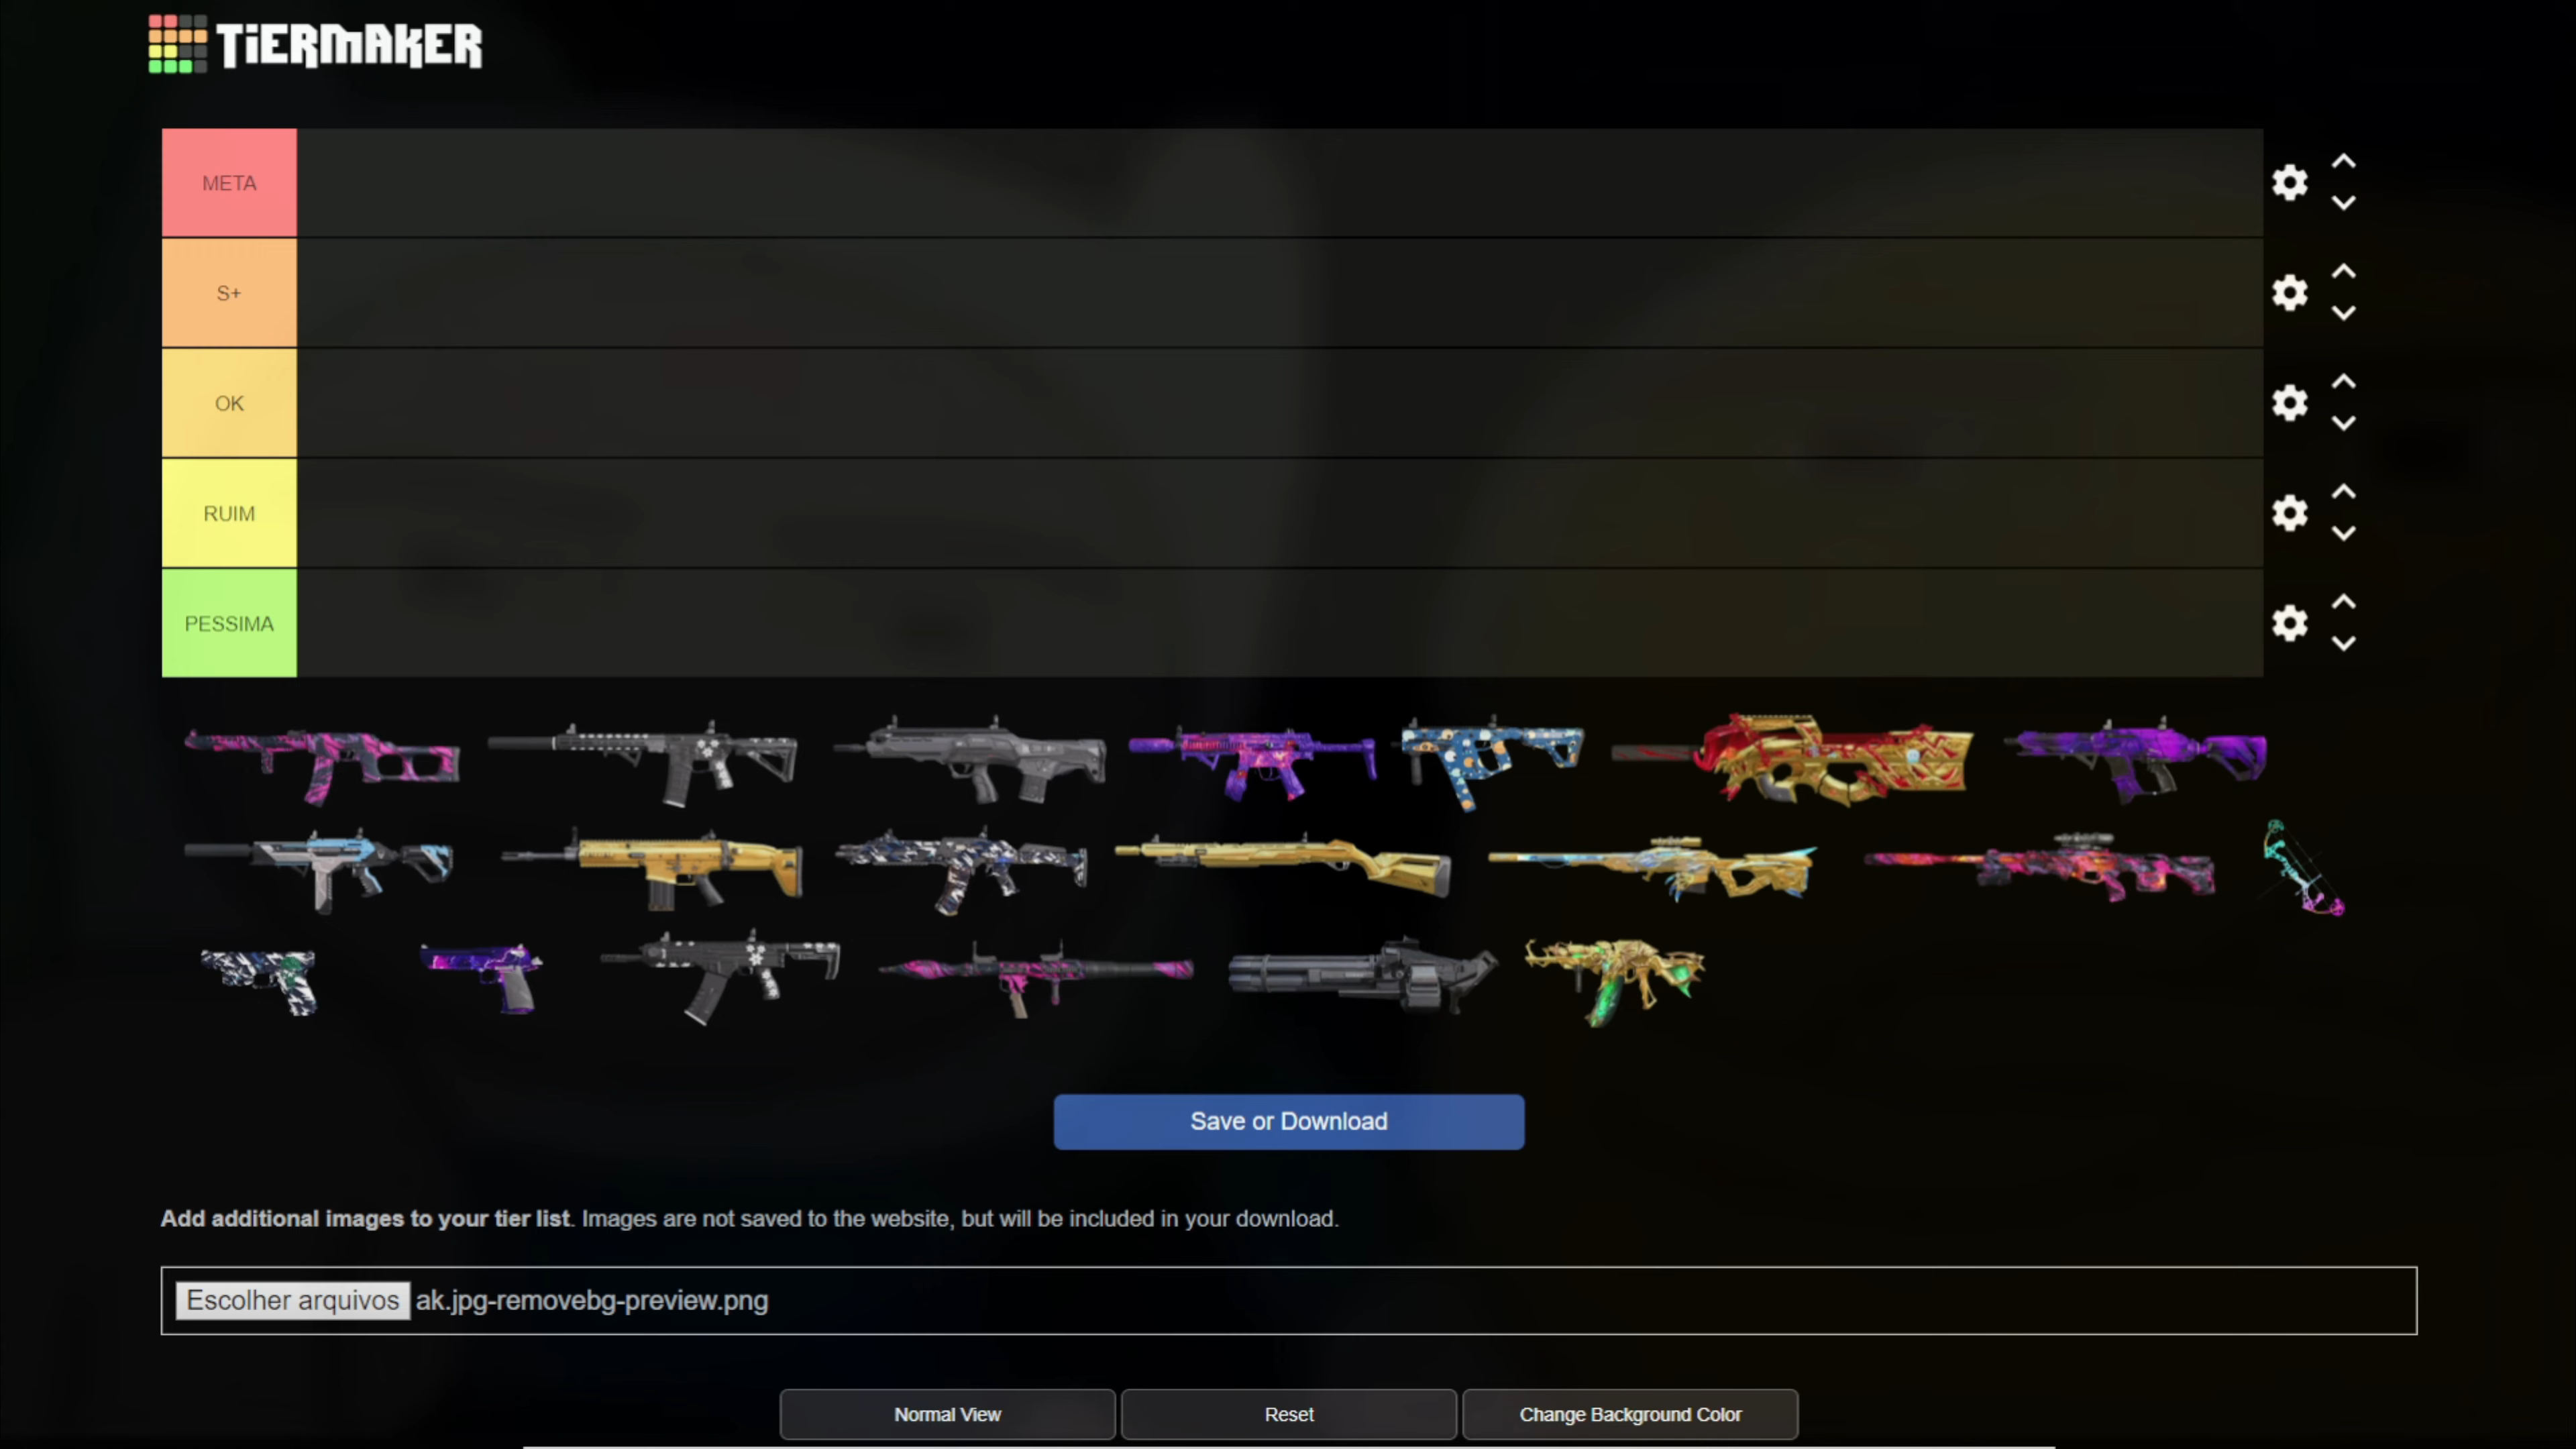 TiERMAKER
META
S+
OK
RUIM
PESSIMA
Save or Download
Add additional images to your tier list. Images are not saved to the website, but will be included in your download.
Escolher arquivos ak.jpg-removebg-preview.png
Normal View
Reset
Change Background Color